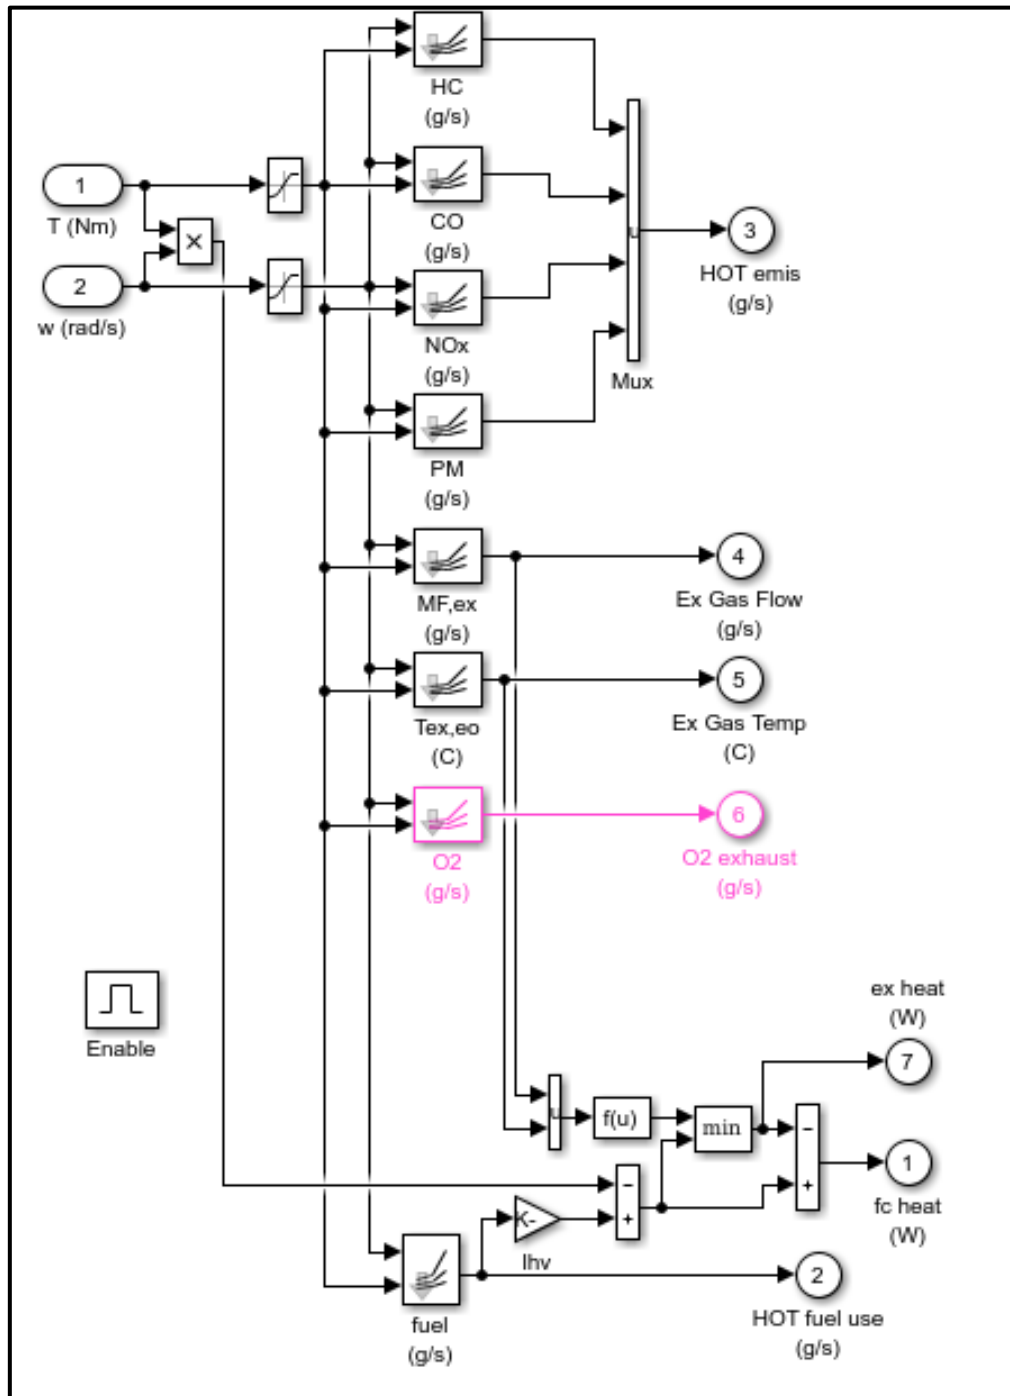 HC
(g/s)
1
T (Nm)
×
2
w (rad/s)
CO
(g/s)
u
3
HOT emis
(g/s)
NOx
(g/s)
Mux
PM
(g/s)
MF,ex
(g/s)
4
Ex Gas Flow
(g/s)
Tex,eo
(C)
5
Ex Gas Temp
(C)
O2
(g/s)
6
O2 exhaust
(g/s)
Enable
ex heat
(W)
7
u
f(u)
min
−
+
1
fc heat
(W)
−
+
K-
lhv
2
HOT fuel use
(g/s)
fuel
(g/s)